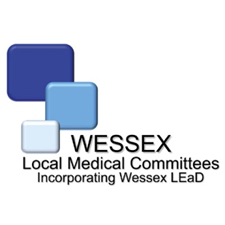 WESSEX
Local Medical Committees
Incorporating Wessex LEaD